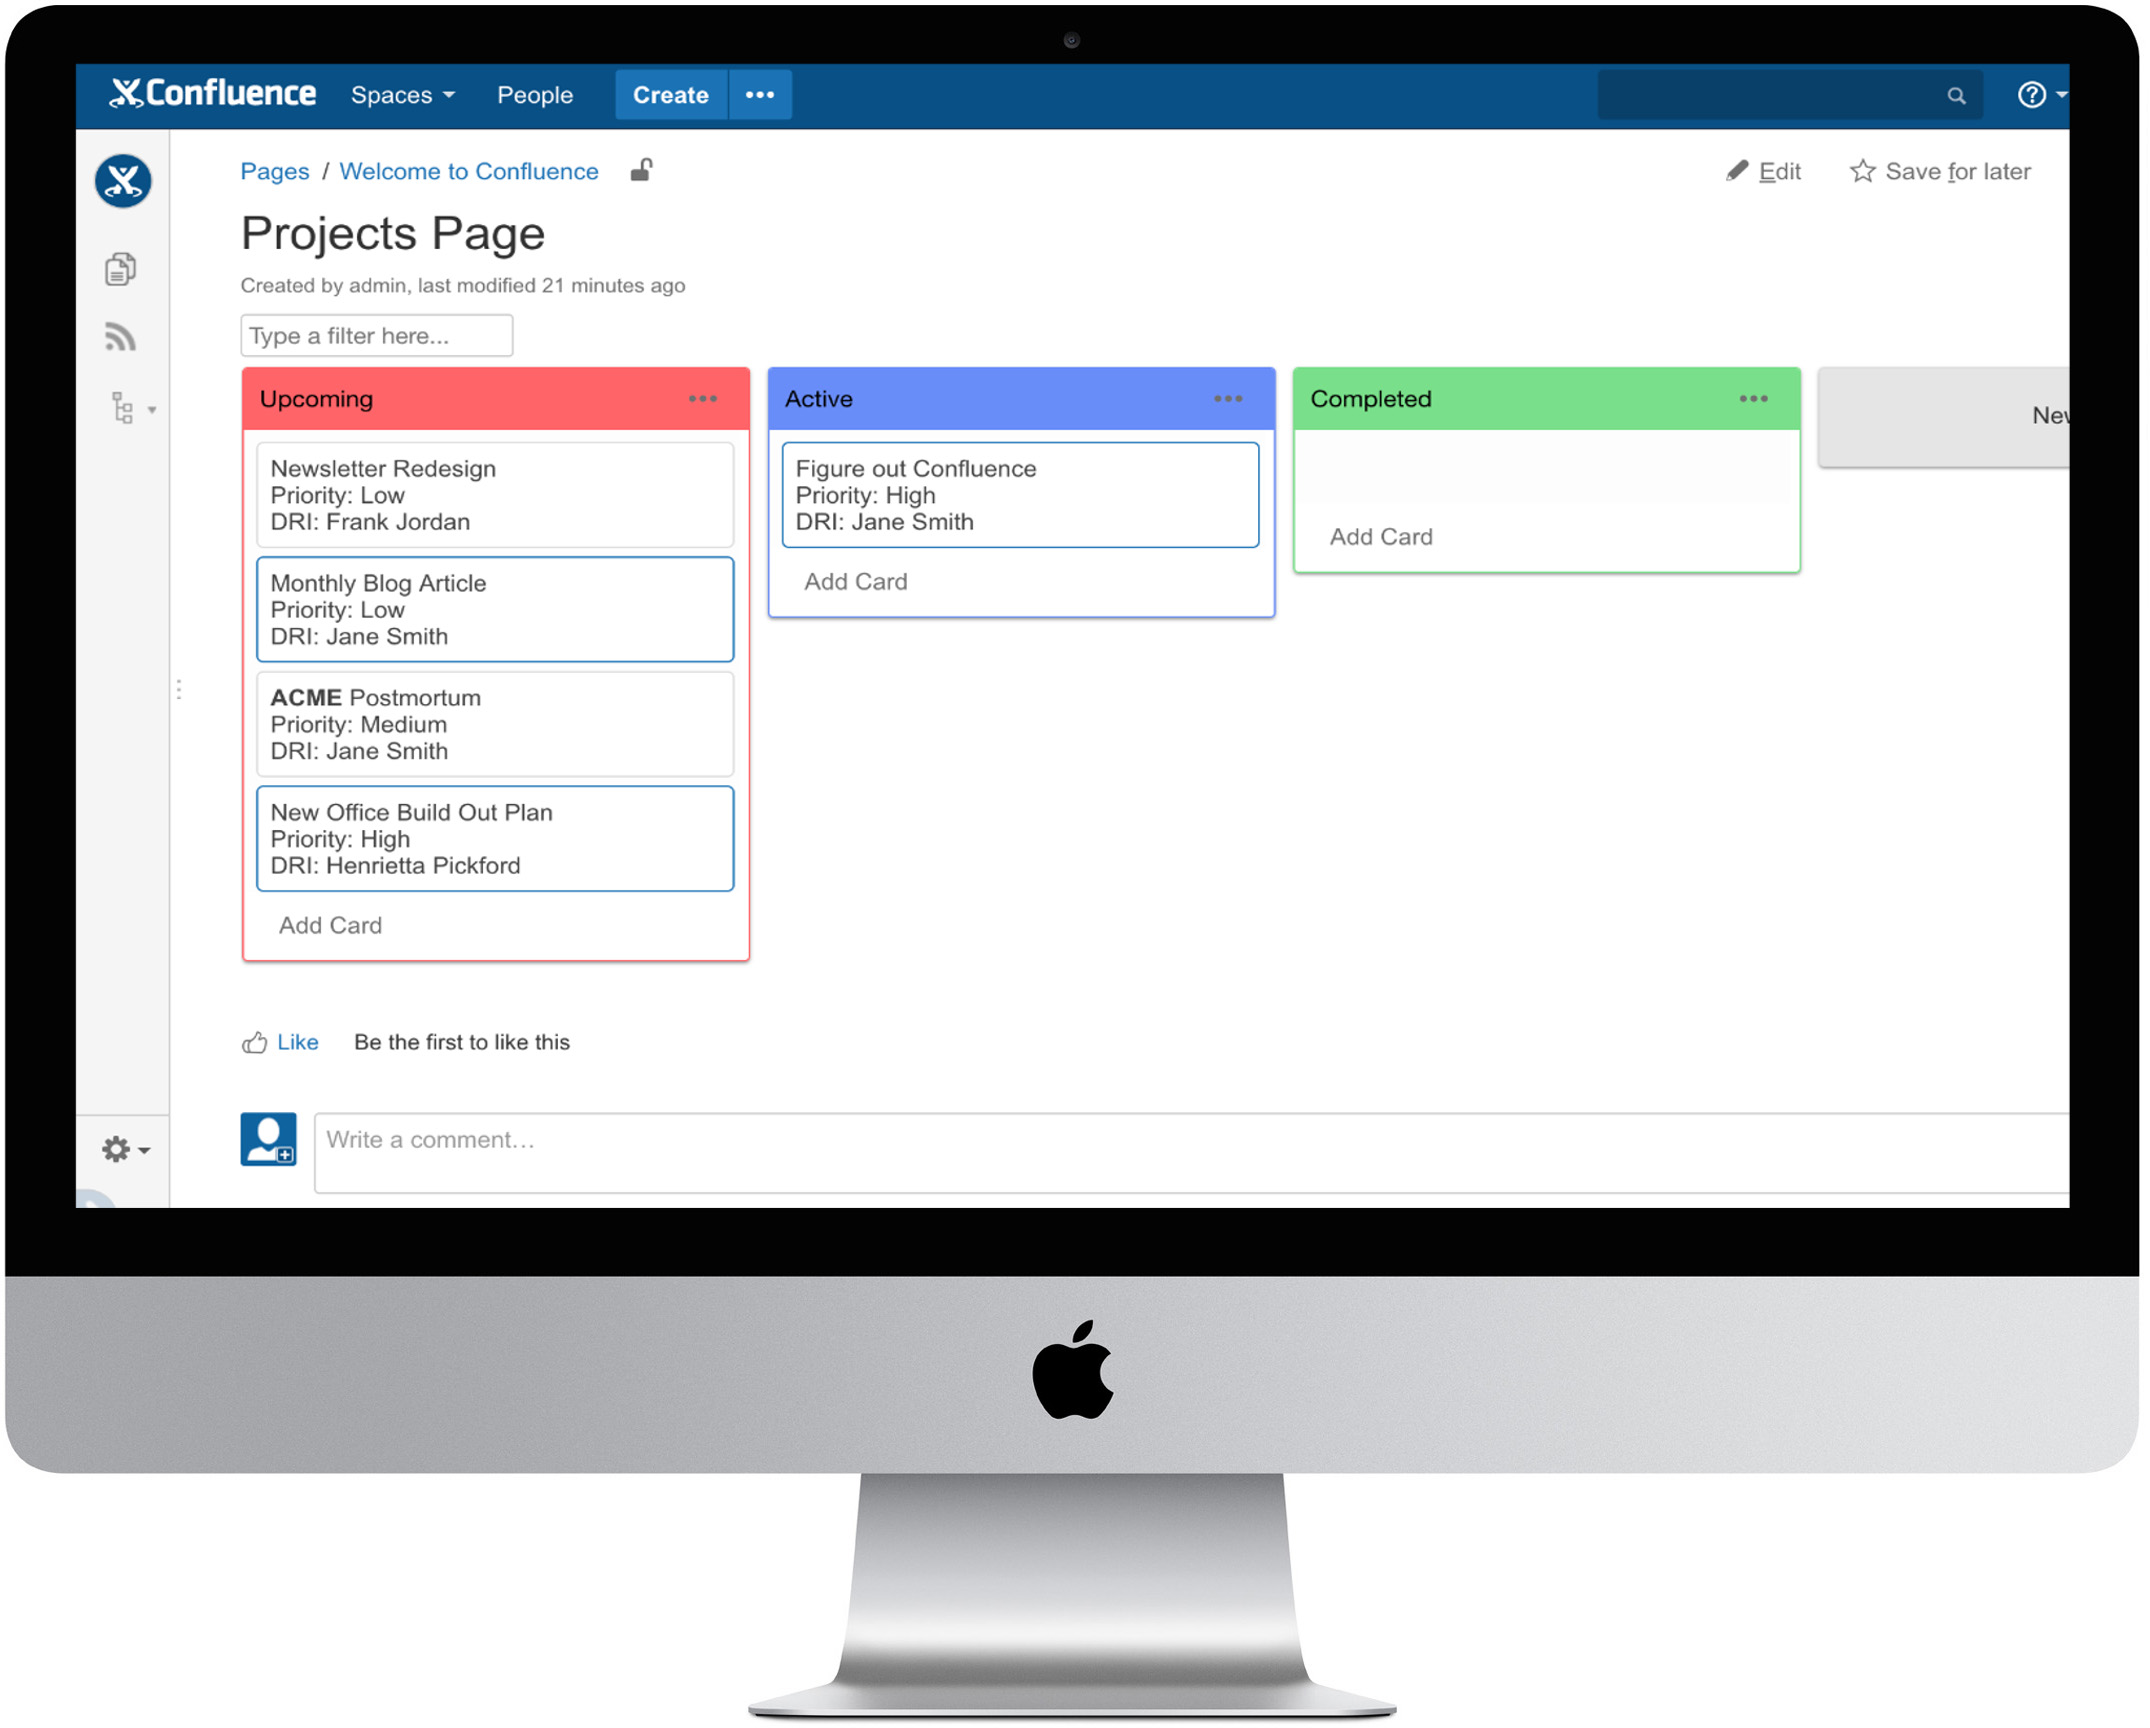 Confluence Spaces People Create
Pages / Welcome to Confluence Edit Save for later
Projects Page
Created by admin, last modified 21 minutes ago
Type a filter here...
Upcoming
Newsletter Redesign
Priority: Low
DRI: Frank Jordan
Monthly Blog Article
Priority: Low
DRI: Jane Smith
ACME Postmortum
Priority: Medium
DRI: Jane Smith
New Office Build Out Plan
Priority: High
DRI: Henrietta Pickford
Add Card
Active
Figure out Confluence
Priority: High
DRI: Jane Smith
Add Card
Completed
Add Card
Like Be the first to like this
Write a comment…